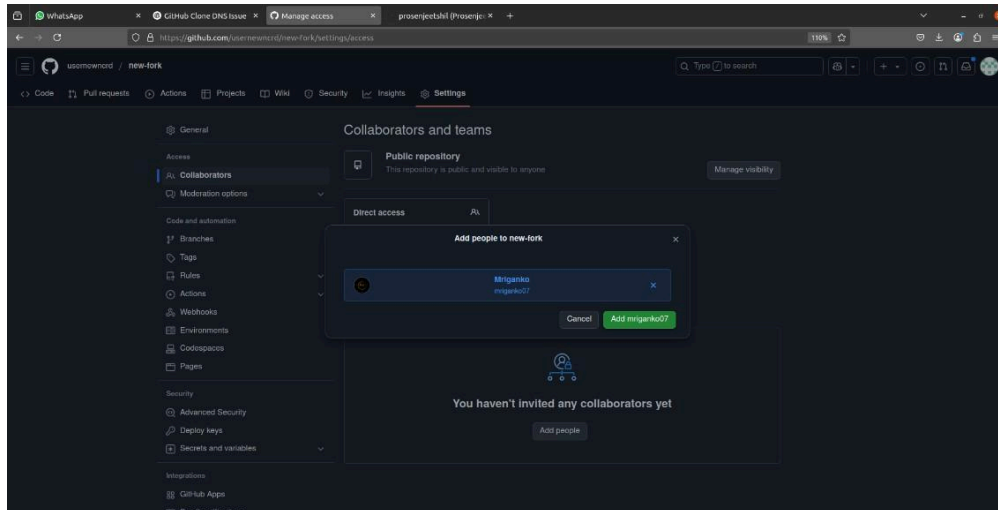 WhatsApp
GitHub Clone DNS Issue
Manage access
prosenjeetshil (Prosenje
https://github.com/usernewncrd/new-fork/settings/access
110%
usernewncrd / new-fork
Type / to search
Code
Pull requests
Actions
Projects
Wiki
Security
Insights
Settings
General
Access
Collaborators
Moderation options
Code and automation
Branches
Tags
Rules
Actions
Webhooks
Environments
Codespaces
Pages
Security
Advanced Security
Deploy keys
Secrets and variables
Integrations
GitHub Apps
Collaborators and teams
Public repository
This repository is public and visible to anyone
Manage visibility
Direct access
Add people to new-fork
Mriganko
mriganko07
Cancel
Add mriganko07
You haven't invited any collaborators yet
Add people